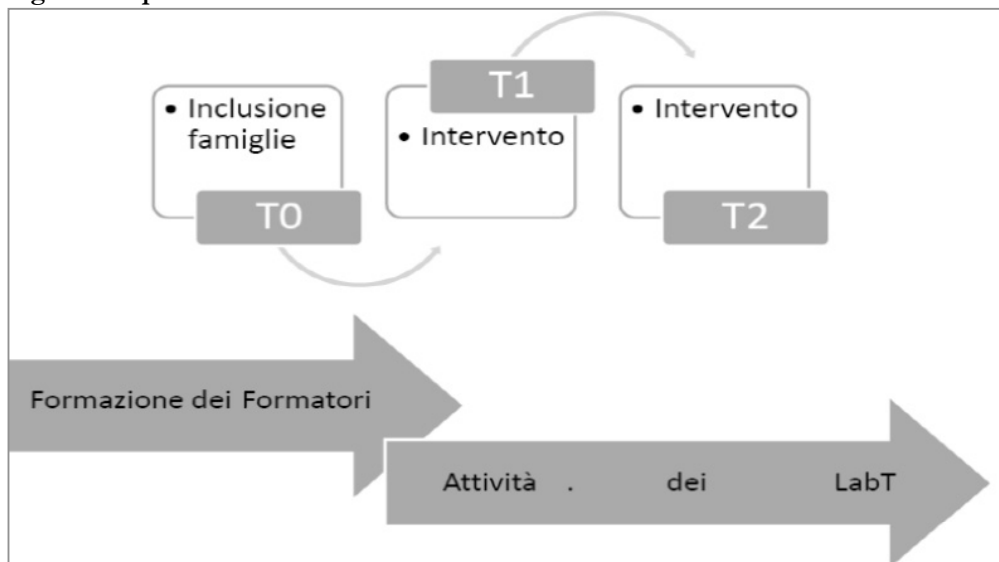 T1
• Inclusione
famiglie
• Intervento
• Intervento
T0
T2
Formazione dei Formatori
Attività . dei LabT